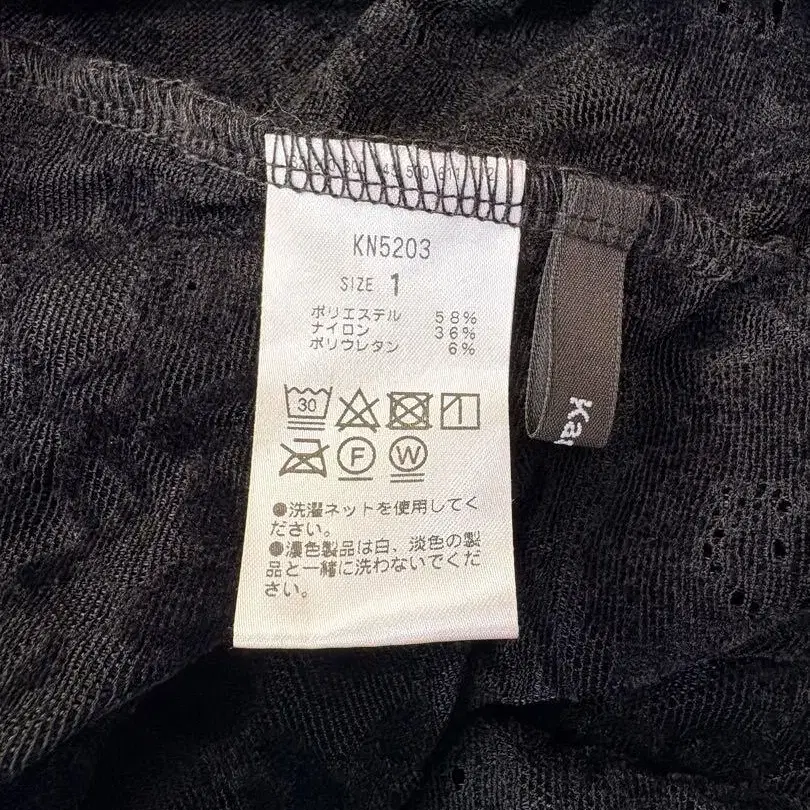 KN5203
SIZE 1
ポリエステル 58%
ナイロン 36%
ポリウレタン 6%
30
F W
●洗濯ネットを使用してく
ださい。
●濃色製品は白、淡色の製
品と一緒に洗わないでくだ
さい。